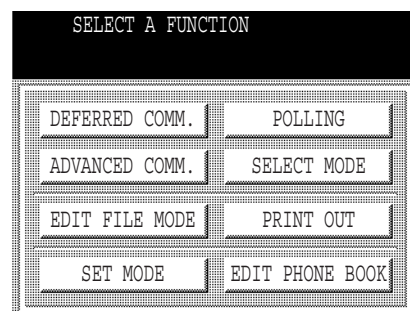 SELECT A FUNCTION
DEFERRED COMM. POLLING
ADVANCED COMM. SELECT MODE
EDIT FILE MODE PRINT OUT
SET MODE EDIT PHONE BOOK